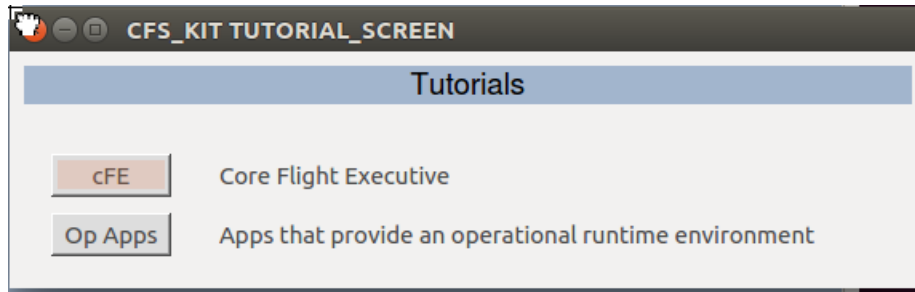 CFS_KIT TUTORIAL_SCREEN
Tutorials
cFE Core Flight Executive
Op Apps Apps that provide an operational runtime environment